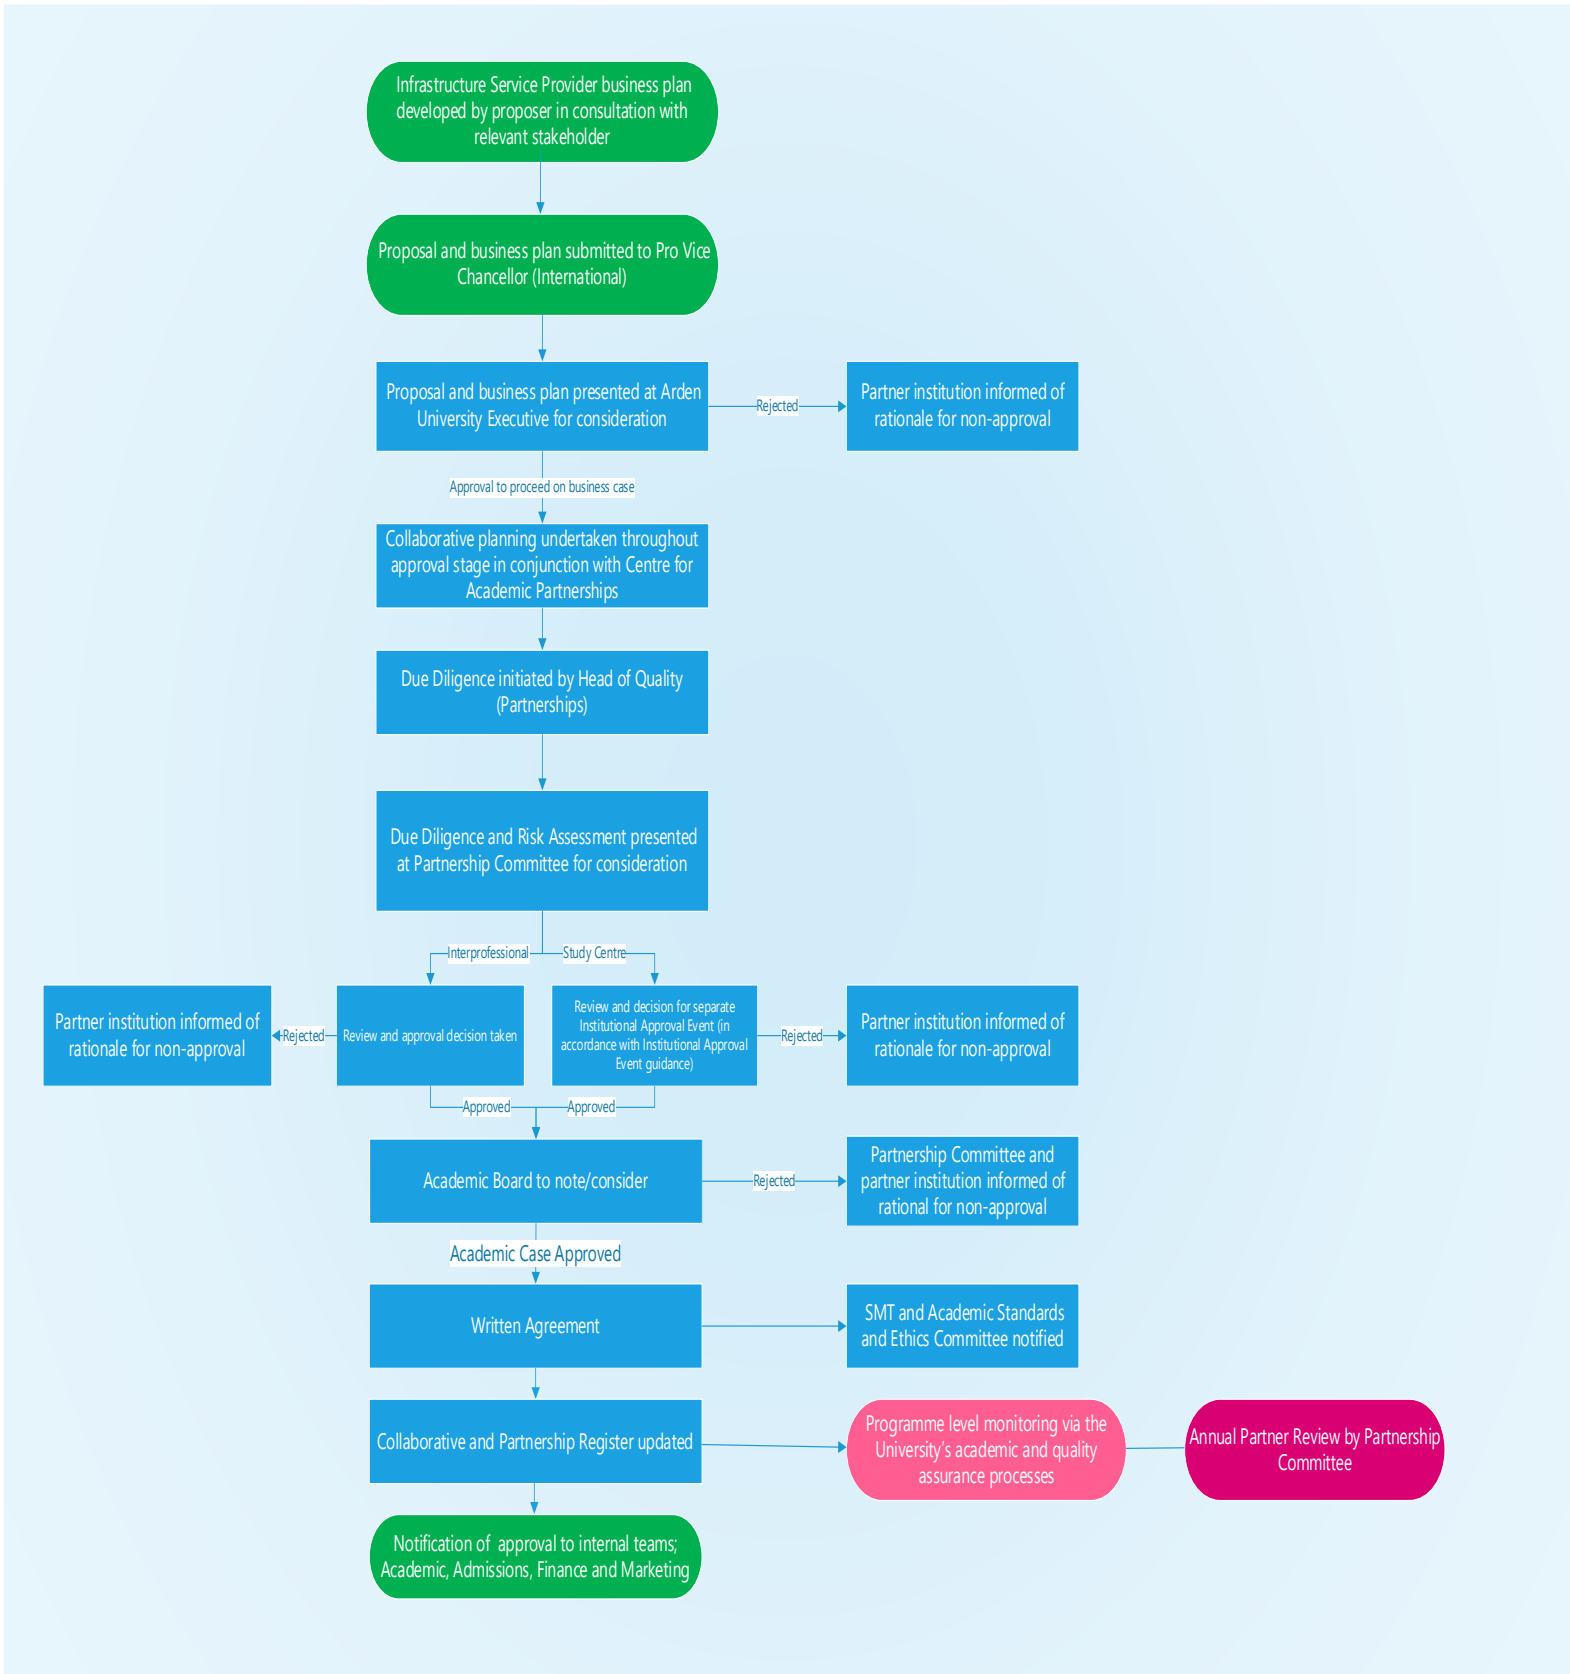 Infrastructure Service Provider business plan
developed by proposer in consultation with
relevant stakeholder
Proposal and business plan submitted to Pro Vice
Chancellor (International)
Proposal and business plan presented at Arden
University Executive for consideration
Rejected
Partner institution informed of
rationale for non-approval
Approval to proceed on business case
Collaborative planning undertaken throughout
approval stage in conjunction with Centre for
Academic Partnerships
Due Diligence initiated by Head of Quality
(Partnerships)
Due Diligence and Risk Assessment presented
at Partnership Committee for consideration
Interprofessional
Study Centre
Partner institution informed of
rationale for non-approval
Rejected
Review and approval decision taken
Review and decision for separate
Institutional Approval Event (in
accordance with Institutional Approval
Event guidance)
Rejected
Partner institution informed of
rationale for non-approval
Approved
Approved
Academic Board to note/consider
Rejected
Partnership Committee and
partner institution informed of
rational for non-approval
Academic Case Approved
Written Agreement
SMT and Academic Standards
and Ethics Committee notified
Collaborative and Partnership Register updated
Programme level monitoring via the
University’s academic and quality
assurance processes
Annual Partner Review by Partnership
Committee
Notification of  approval to internal teams;
Academic, Admissions, Finance and Marketing